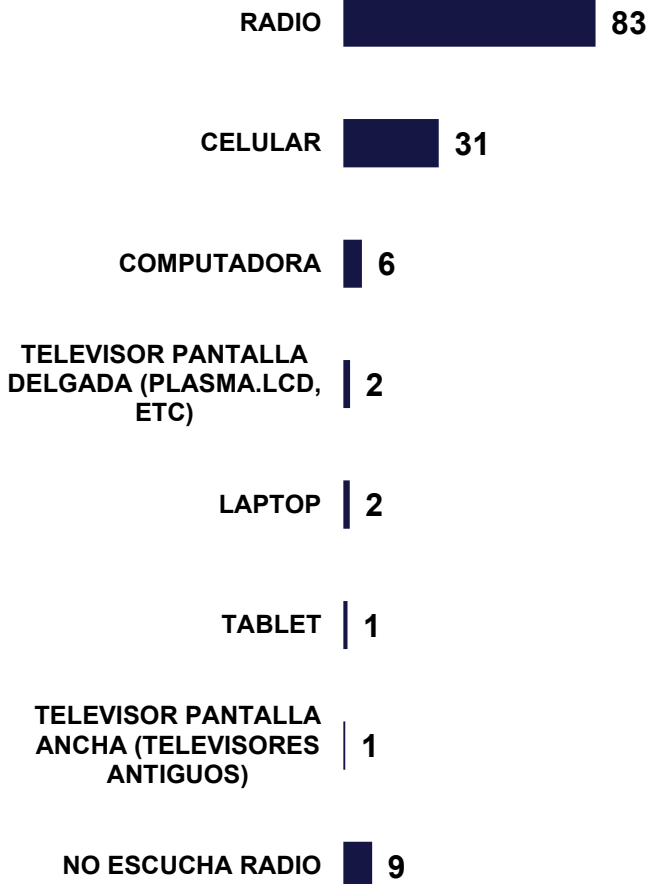 RADIO 83
CELULAR 31
COMPUTADORA 6
TELEVISOR PANTALLA
DELGADA (PLASMA.LCD, 2
ETC)
LAPTOP 2
TABLET 1
TELEVISOR PANTALLA
ANCHA (TELEVISORES 1
ANTIGUOS)
NO ESCUCHA RADIO 9